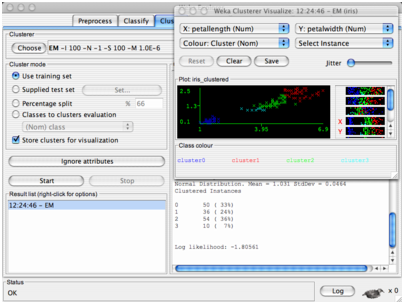 Preprocess
Classify
Clu
Weka Clusterer Visualize: 12:24:46 - EM (iris)
Clusterer
Choose
EM -I 100 -N -1 -S 100 -M 1.0E-6
X: petallength (Num)
Y: petalwidth (Num)
Colour: Cluster (Nom)
Select Instance
Reset
Clear
Save
Jitter
Cluster mode
Use training set
Supplied test set
Set...
Percentage split
%
66
Classes to clusters evaluation
(Nom) class
Store clusters for visualization
Plot: iris_clustered
2.5
1.3
0.1
1
3.95
6.9
X
Y
Class colour
cluster0
cluster1
cluster2
cluster3
Ignore attributes
Start
Stop
Result list (right-click for options)
12:24:46 - EM
Normal Distribution. Mean = 1.031 StdDev = 0.0464
Clustered Instances
0 50 ( 33%)
1 36 ( 24%)
2 54 ( 36%)
3 10 ( 7%)
Log likelihood: -1.80561
Status
OK
Log
x 0